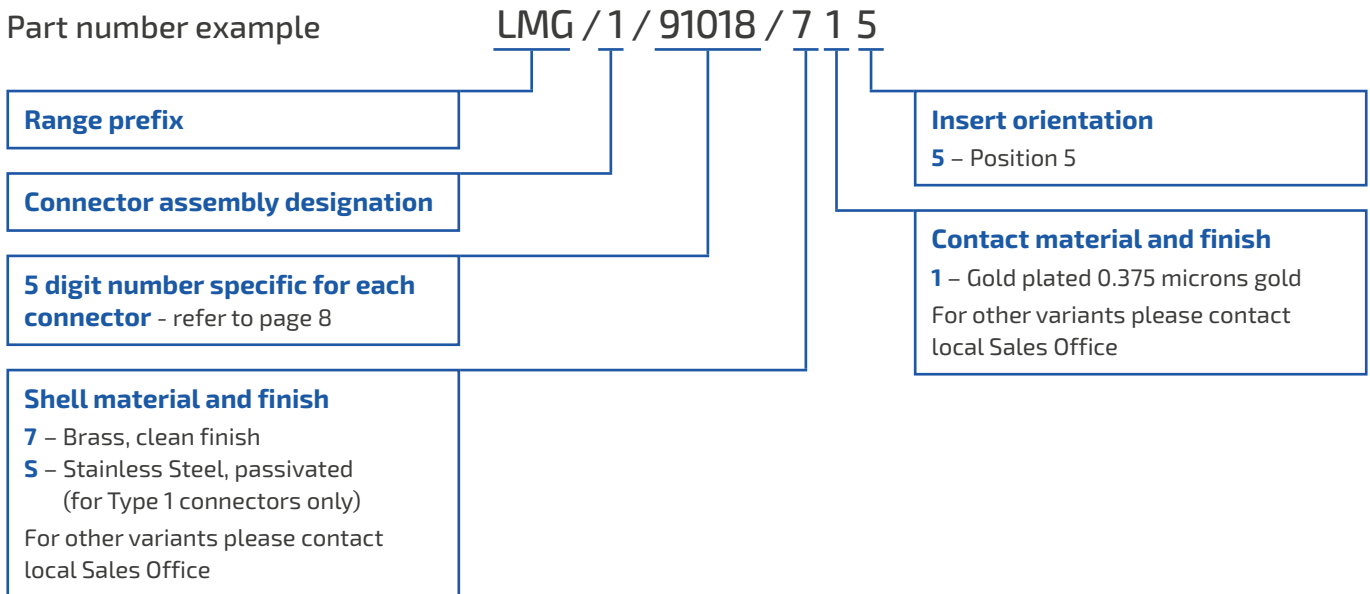 Part number example
LMG / 1 / 91018 / 7 1 5
Range prefix
Connector assembly designation
5 digit number specific for each
connector - refer to page 8
Shell material and finish
7 – Brass, clean finish
S – Stainless Steel, passivated
(for Type 1 connectors only)
For other variants please contact
local Sales Office
Insert orientation
5 – Position 5
Contact material and finish
1 – Gold plated 0.375 microns gold
For other variants please contact
local Sales Office